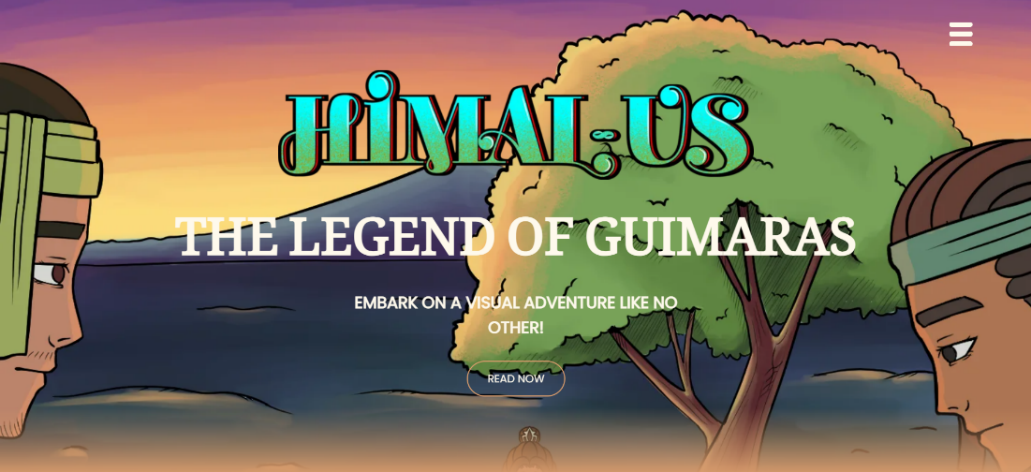 HIMAL-US
THE LEGEND OF GUIMARAS
EMBARK ON A VISUAL ADVENTURE LIKE NO
OTHER!
READ NOW